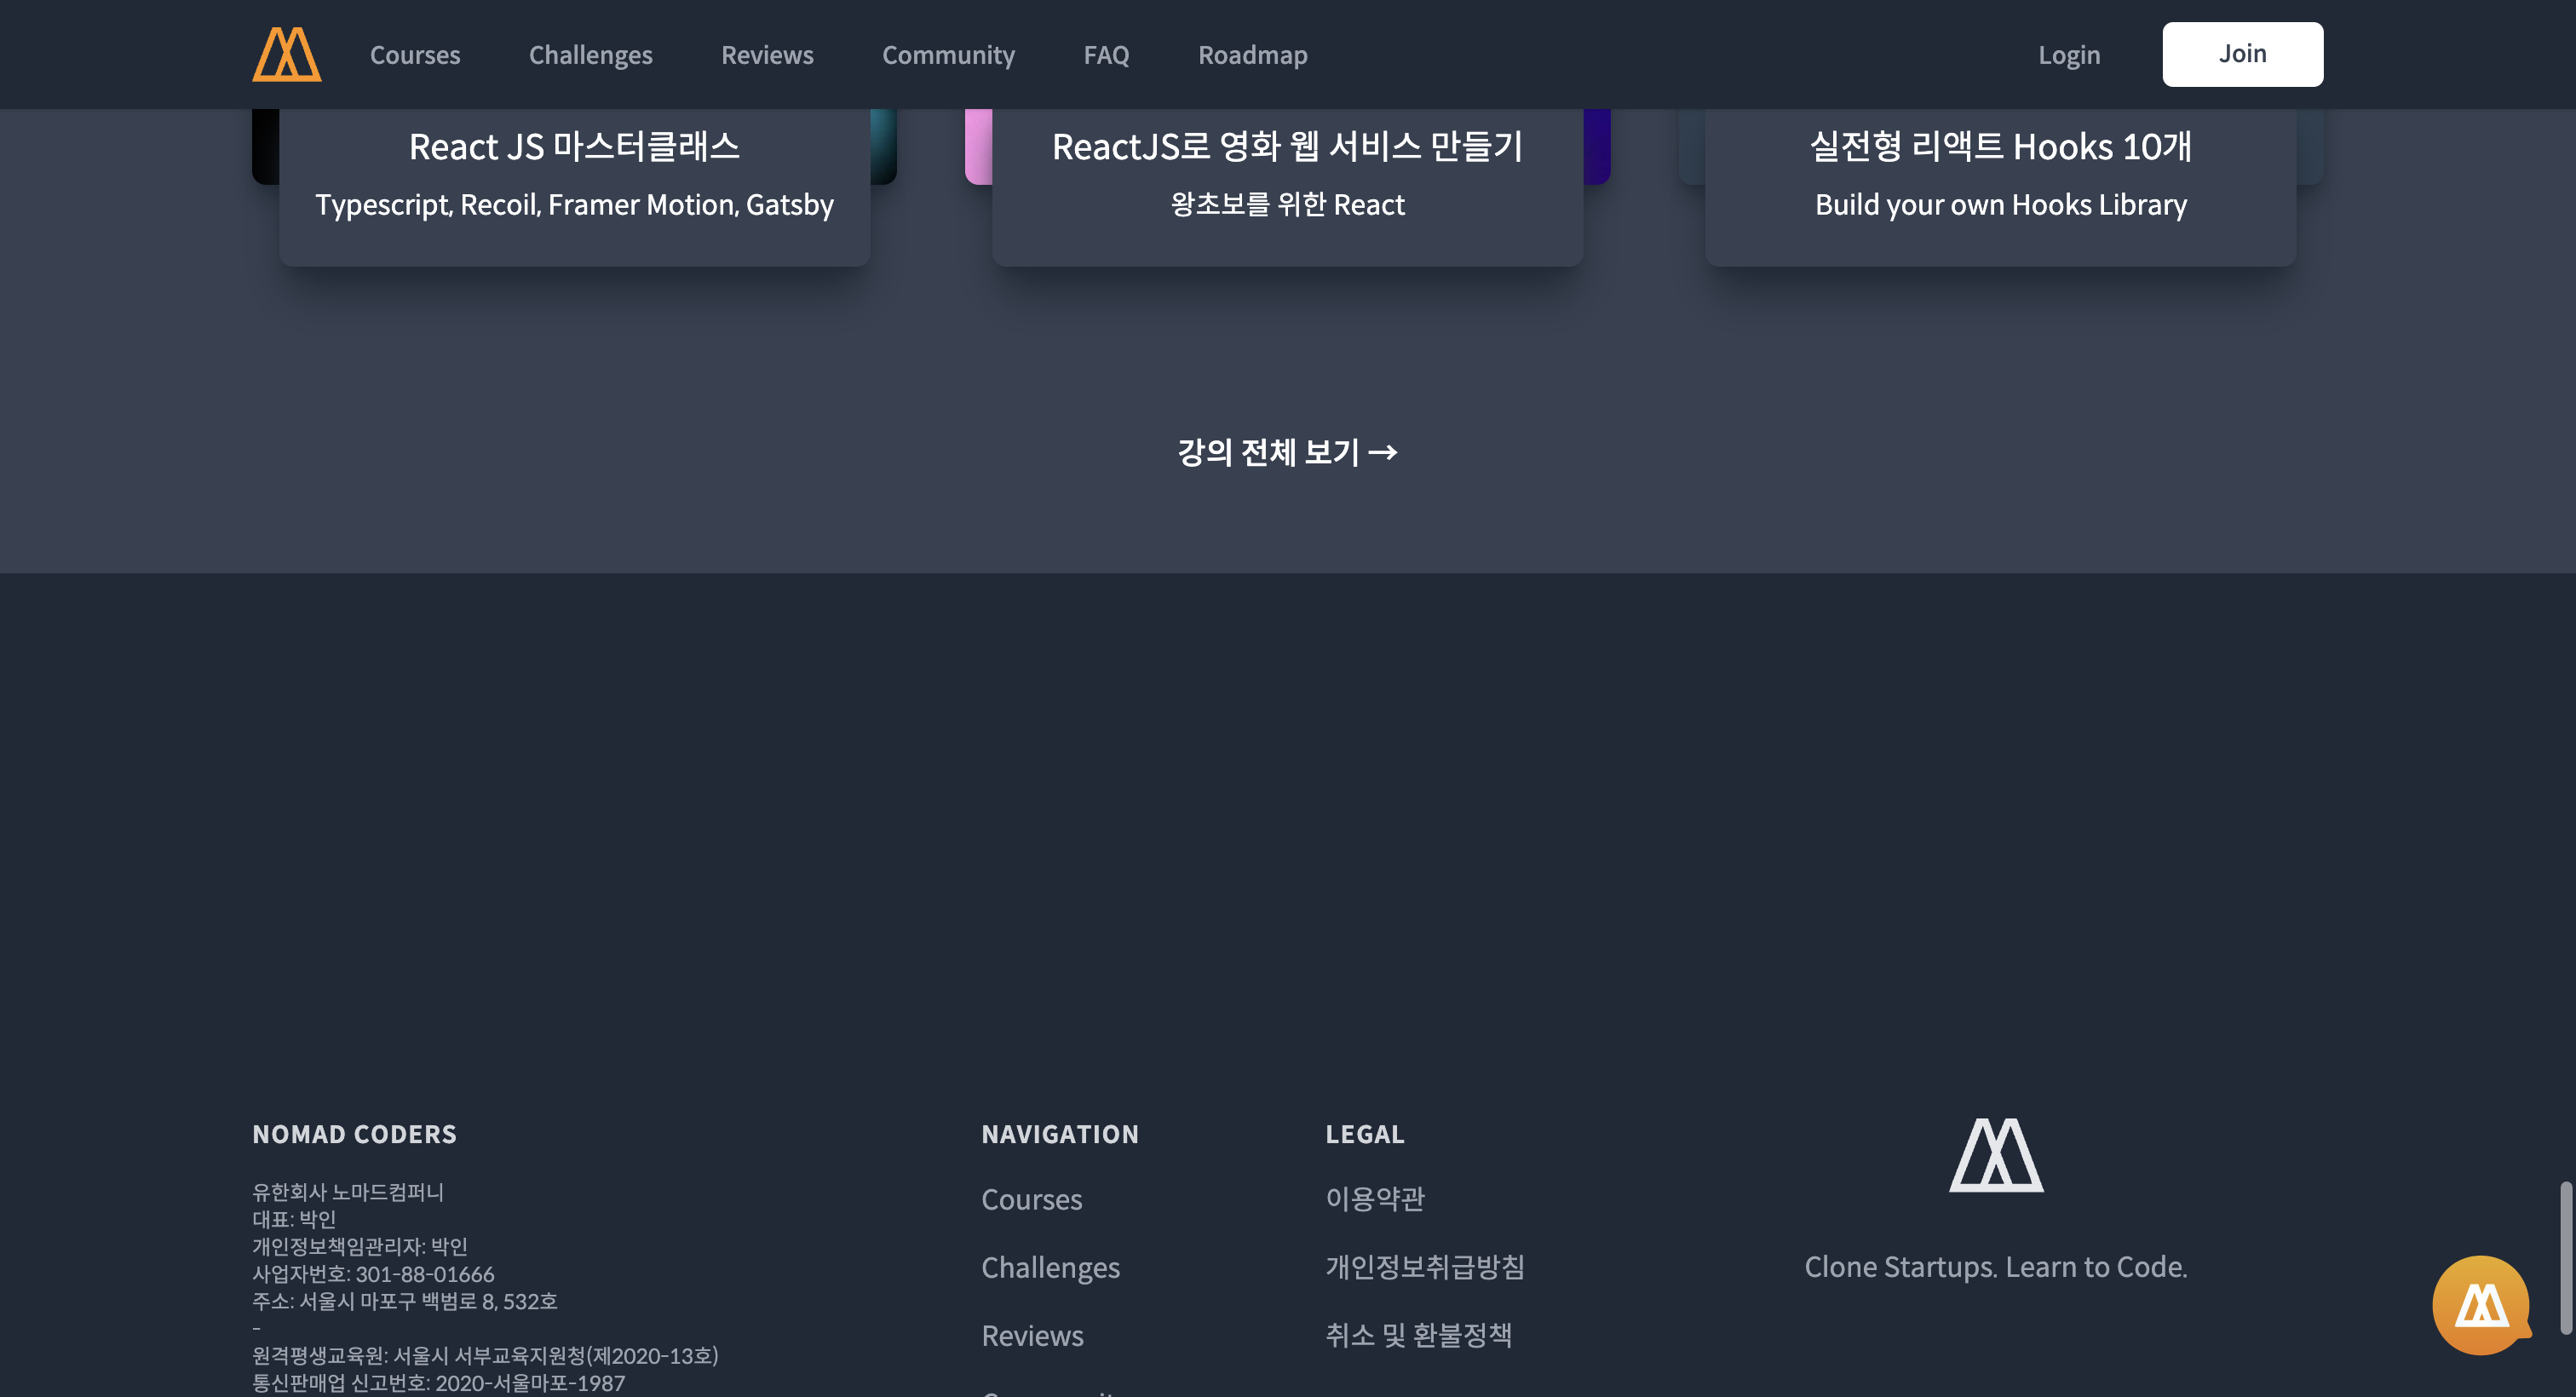 Courses
Challenges
Reviews
Community
FAQ
Roadmap
Login
Join
React JS 마스터클래스
Typescript, Recoil, Framer Motion, Gatsby
ReactJS로 영화 웹 서비스 만들기
왕초보를 위한 React
실전형 리액트 Hooks 10개
Build your own Hooks Library
강의 전체 보기 →
NOMAD CODERS
유한회사 노마드컴퍼니
대표: 박인
개인정보책임관리자: 박인
사업자번호: 301-88-01666
주소: 서울시 마포구 백범로 8, 532호
-
원격평생교육원: 서울시 서부교육지원청(제2020-13호)
통신판매업 신고번호: 2020-서울마포-1987
NAVIGATION
Courses
Challenges
Reviews
LEGAL
이용약관
개인정보취급방침
취소 및 환불정책
Clone Startups. Learn to Code.